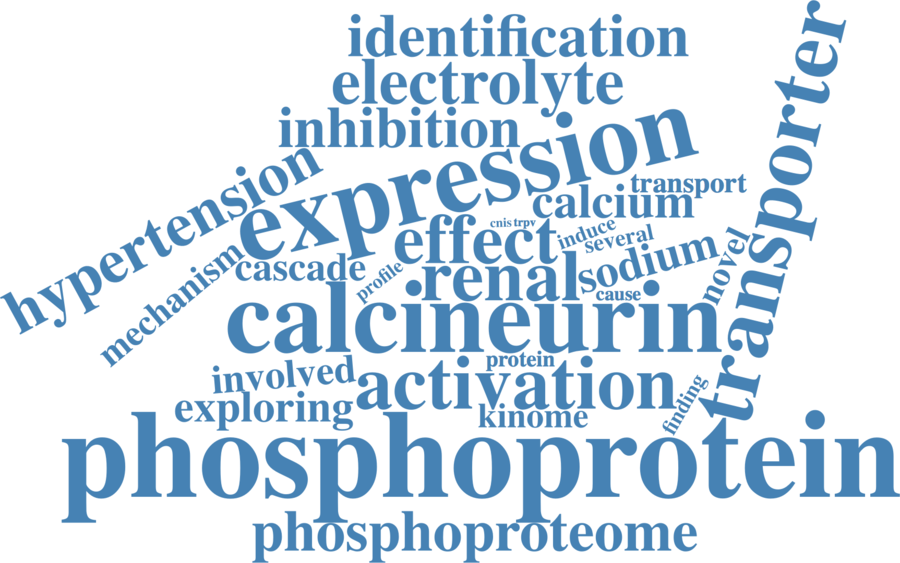 identification
electrolyte
inhibition
expression
hypertension
transporter
transport
calcium
cnis
trpv
induce
several
effect
mechanism
cascade
profile
renal
sodium
novel
cause
calcineurin
protein
involved
activation
exploring
kinome
finding
phosphoprotein
phosphoproteome